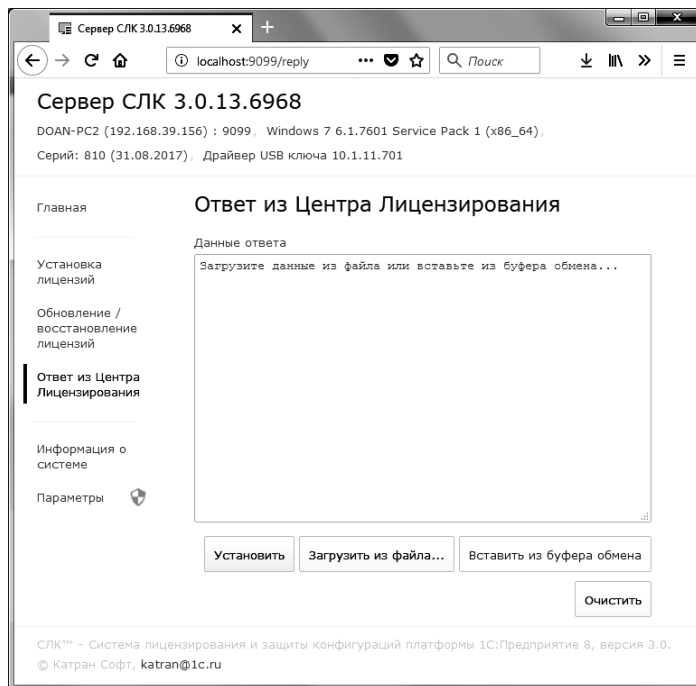 Сервер СЛК 3.0.13.6968
localhost:9099/reply
Поиск
Сервер СЛК 3.0.13.6968
DOAN-PC2 (192.168.39.156) : 9099, Windows 7 6.1.7601 Service Pack 1 (x86_64),
Серий: 810 (31.08.2017), Драйвер USB ключа 10.1.11.701
Главная
Установка
лицензий
Обновление /
восстановление
лицензий
Ответ из Центра
Лицензирования
Информация о
системе
Параметры
Ответ из Центра Лицензирования
Данные ответа
Загрузите данные из файла или вставьте из буфера обмена...
Установить
Загрузить из файла...
Вставить из буфера обмена
Очистить
СЛК™ - Система лицензирования и защиты конфигураций платформы 1С:Предприятие 8, версия 3.0.
© Катран Софт, katran@1c.ru